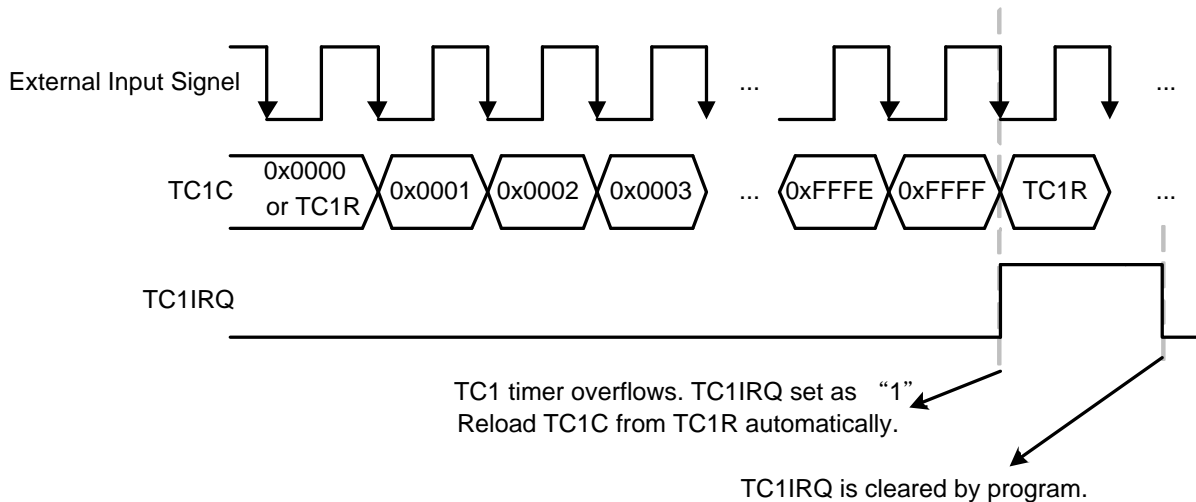 External Input Signel
...
...
TC1C
0x0000
or TC1R
0x0001
0x0002
0x0003
...
0xFFFE
0xFFFF
TC1R
...
TC1IRQ
TC1 timer overflows. TC1IRQ set as “1”
Reload TC1C from TC1R automatically.
TC1IRQ is cleared by program.